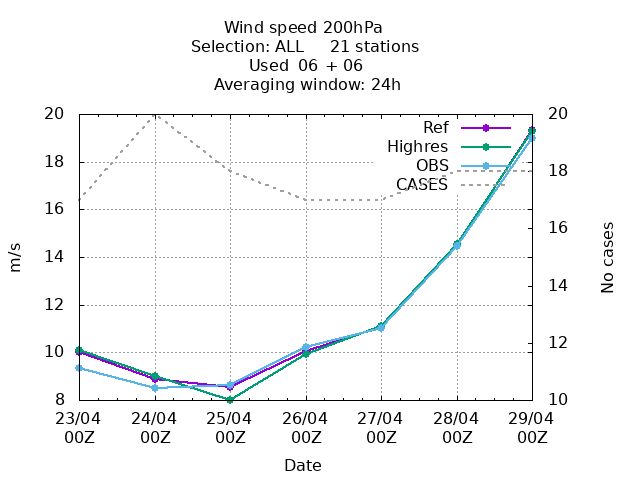 Wind speed 200hPa
Selection: ALL 21 stations
Used 06 + 06
Averaging window: 24h
20
18
16
14
12
10
8
m/s
20
18
16
14
12
10
No cases
Ref
Highres
OBS
CASES
23/04 24/04 25/04 26/04 27/04 28/04 29/04
00Z 00Z 00Z 00Z 00Z 00Z 00Z
Date